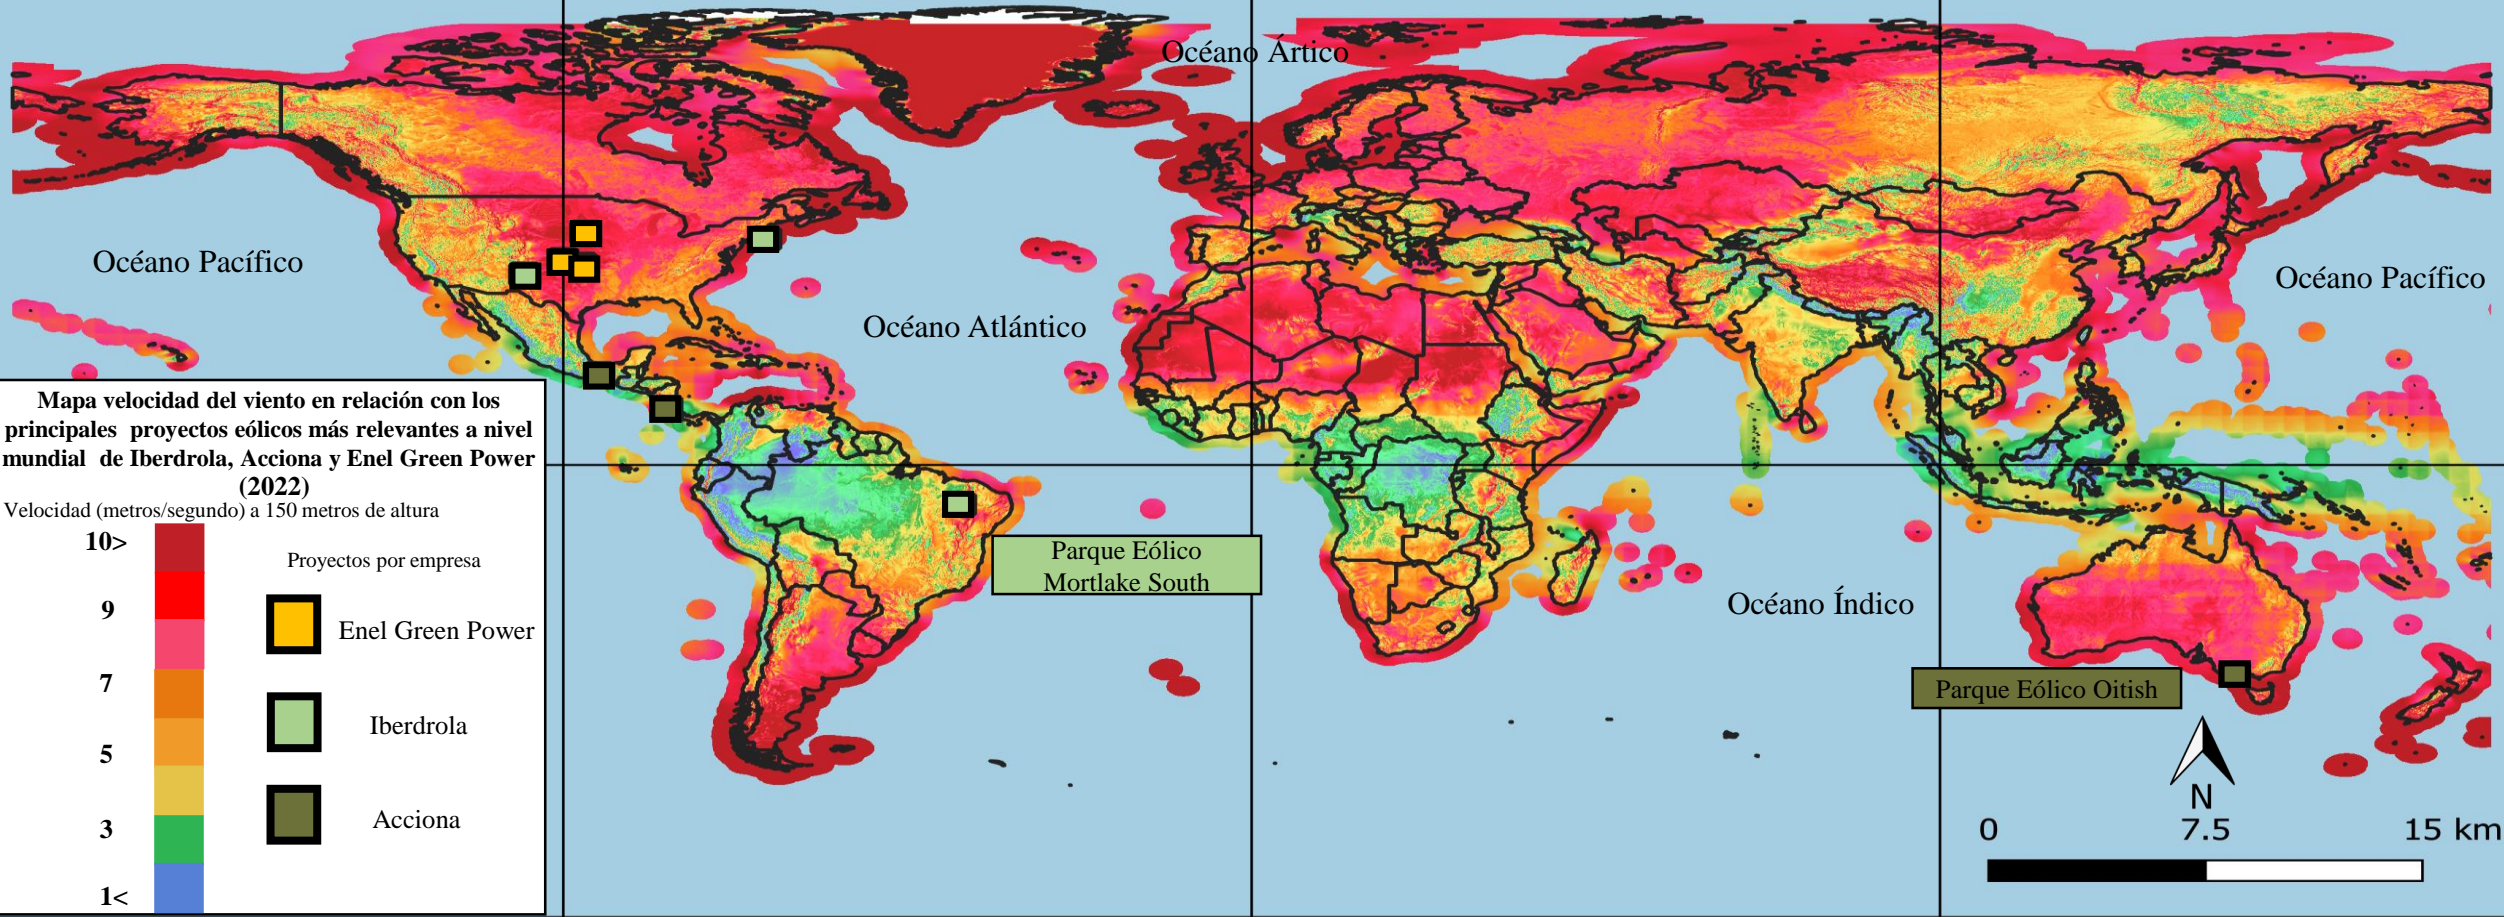 Océano Ártico
Océano Pacífico
Océano Pacífico
Océano Atlántico
Mapa velocidad del viento en relación con los
principales proyectos eólicos más relevantes a nivel
mundial de Iberdrola, Acciona y Enel Green Power
(2022)
Velocidad (metros/segundo) a 150 metros de altura
10>
9
7
5
3
1<
Proyectos por empresa
Enel Green Power
Iberdrola
Acciona
Parque Eólico
Mortlake South
Océano Índico
Parque Eólico Oitish
N
0 7.5 15 km